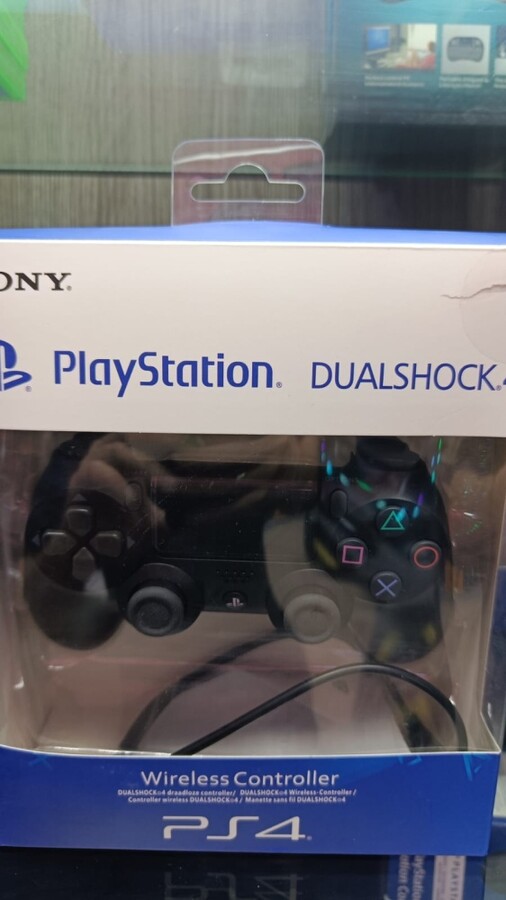 ONY.
PlayStation® DUALSHOCK®4
Wireless Controller
DUALSHOCK®4 draadloze controller/ DUALSHOCK®4 Wireless-Controller /
Controller wireless DUALSHOCK®4 / Manette sans fil DUALSHOCK®4
PS4